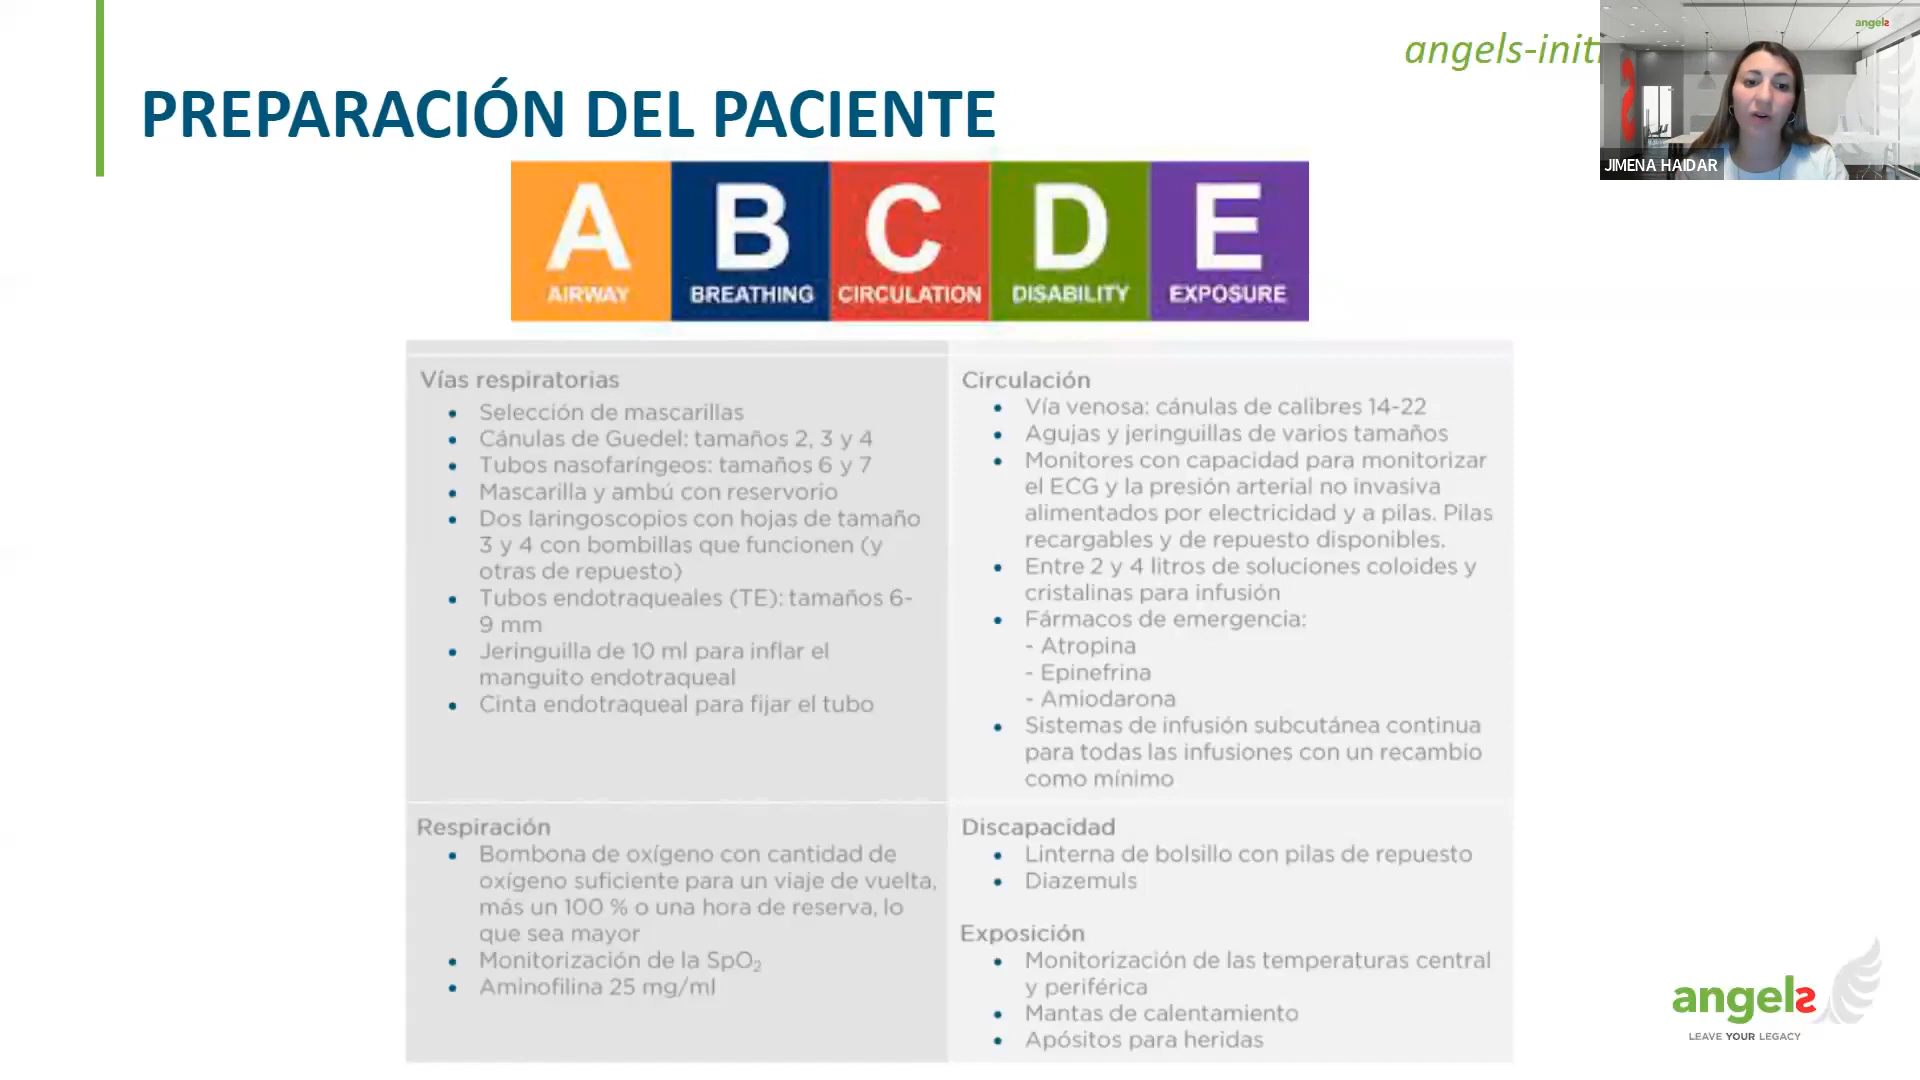 angels-init
angels
JIMENA HAIDAR
PREPARACIÓN DEL PACIENTE
A B C D E
AIRWAY BREATHING CIRCULATION DISABILITY EXPOSURE
Vías respiratorias
• Selección de mascarillas
• Cánulas de Guedel: tamaños 2, 3 y 4
• Tubos nasofaríngeos: tamaños 6 y 7
• Mascarilla y ambú con reservorio
• Dos laringoscopios con hojas de tamaño
3 y 4 con bombillas que funcionen (y
otras de repuesto)
• Tubos endotraqueales (TE): tamaños 6-
9 mm
• Jeringuilla de 10 ml para inflar el
manguito endotraqueal
• Cinta endotraqueal para fijar el tubo
Circulación
• Vía venosa: cánulas de calibres 14-22
• Agujas y jeringuillas de varios tamaños
• Monitores con capacidad para monitorizar
el ECG y la presión arterial no invasiva
alimentados por electricidad y a pilas. Pilas
recargables y de repuesto disponibles.
• Entre 2 y 4 litros de soluciones coloides y
cristalinas para infusión
• Fármacos de emergencia:
- Atropina
- Epinefrina
- Amiodarona
• Sistemas de infusión subcutánea continua
para todas las infusiones con un recambio
como mínimo
Respiración
• Bombona de oxígeno con cantidad de
oxígeno suficiente para un viaje de vuelta,
más un 100 % o una hora de reserva, lo
que sea mayor
• Monitorización de la SpO₂
• Aminofilina 25 mg/ml
Discapacidad
• Linterna de bolsillo con pilas de repuesto
• Diazemuls
Exposición
• Monitorización de las temperaturas central
y periférica
• Mantas de calentamiento
• Apósitos para heridas
angels
LEAVE YOUR LEGACY